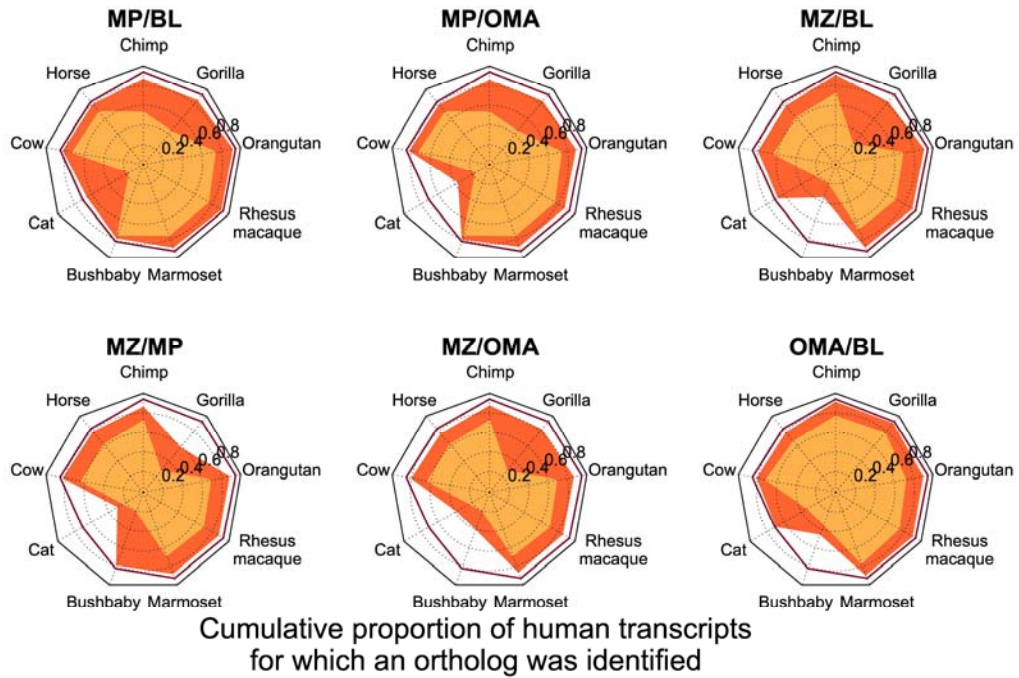 MP/BL
Chimp
Horse
Gorilla
0.8
0.6
0.4
0.2
Cow
Orangutan
Cat
Rhesus
macaque
Bushbaby Marmoset
MP/OMA
Chimp
Horse
Gorilla
0.8
0.6
0.4
0.2
Cow
Orangutan
Cat
Rhesus
macaque
Bushbaby Marmoset
MZ/BL
Chimp
Horse
Gorilla
0.8
0.6
0.4
0.2
Cow
Orangutan
Cat
Rhesus
macaque
Bushbaby Marmoset
MZ/MP
Chimp
Horse
Gorilla
0.8
0.6
0.4
0.2
Cow
Orangutan
Cat
Rhesus
macaque
Bushbaby Marmoset
MZ/OMA
Chimp
Horse
Gorilla
0.8
0.6
0.4
0.2
Cow
Orangutan
Cat
Rhesus
macaque
Bushbaby Marmoset
OMA/BL
Chimp
Horse
Gorilla
0.8
0.6
0.4
0.2
Cow
Orangutan
Cat
Rhesus
macaque
Bushbaby Marmoset
Cumulative proportion of human transcripts
for which an ortholog was identified